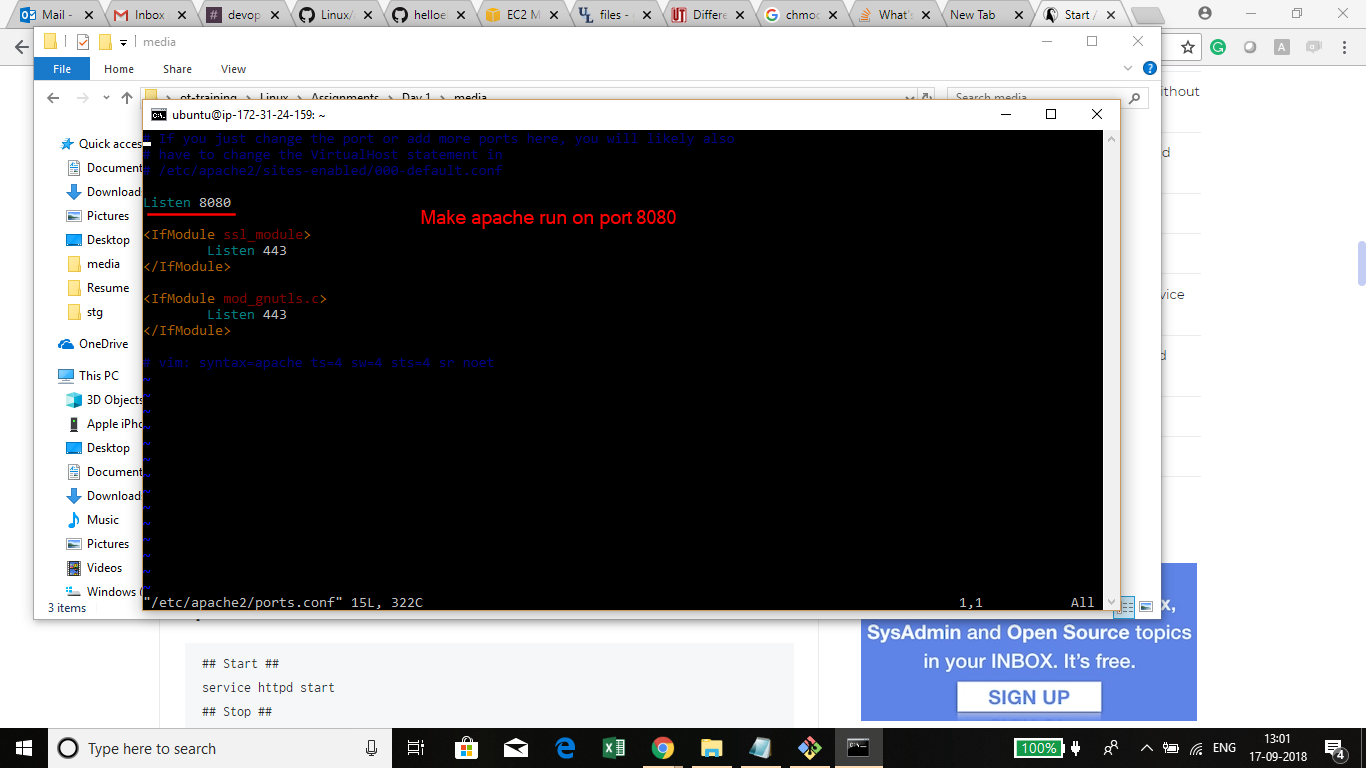 Mail -
Inbox
devop
Linux/
helloe
EC2 M
files -
Differe
chmod
What's
New Tab
Start /
media
File
Home
Share
View
ot-training
Linux
Assignments
Day 1
media
Search media
ithout
ubuntu@ip-172-31-24-159: ~
Quick acces
Document
Download
Pictures
Desktop
media
Resume
stg
OneDrive
This PC
3D Objects
Apple iPho
Desktop
Document
Download
Music
Pictures
Videos
Windows (
3 items
# If you just change the port or add more ports here, you will likely also
# have to change the VirtualHost statement in
# /etc/apache2/sites-enabled/000-default.conf
Listen 8080
Make apache run on port 8080
<IfModule ssl_module>
Listen 443
</IfModule>
<IfModule mod_gnutls.c>
Listen 443
</IfModule>
# vim: syntax=apache ts=4 sw=4 sts=4 sr noet
~
~
~
~
~
~
~
~
~
~
~
~
~
~
"/etc/apache2/ports.conf" 15L, 322C 1,1 All
d
vice
d
x,
SysAdmin and Open Source topics
in your INBOX. It's free.
SIGN UP
## Start ##
service httpd start
## Stop ##
Type here to search
100%
ENG
13:01
17-09-2018
4